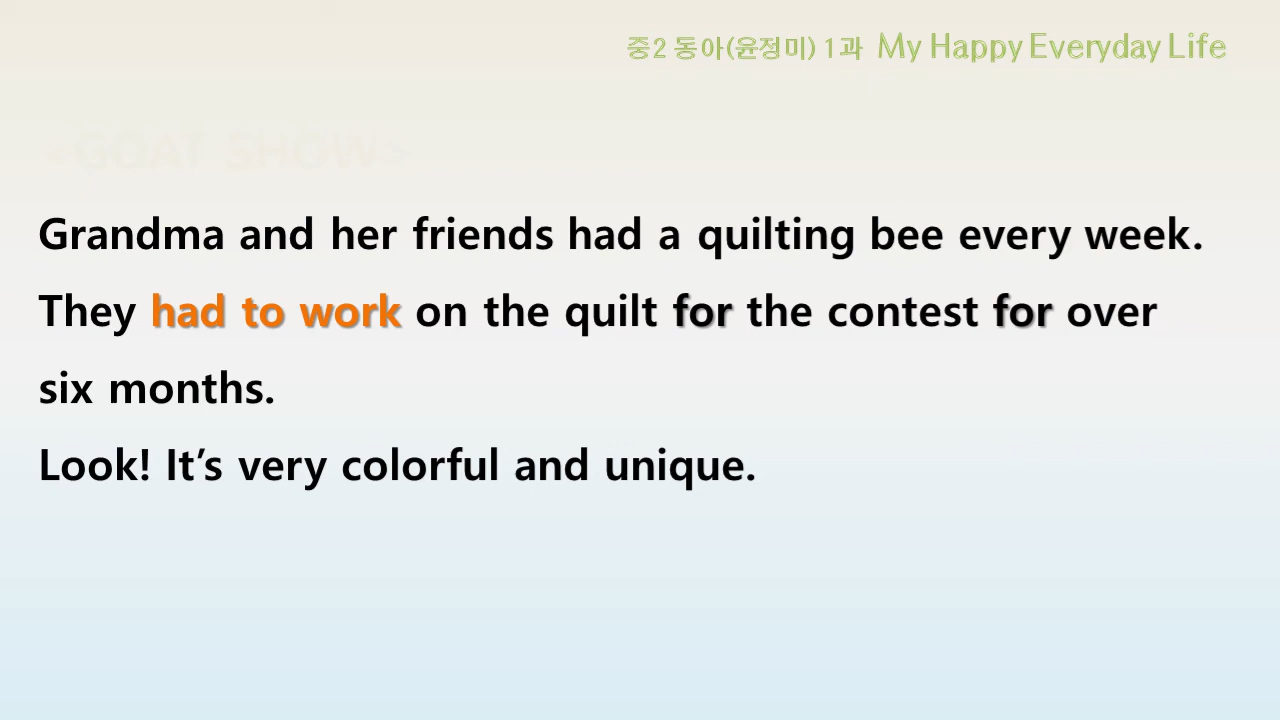 중2 동아(윤정미) 1과 My Happy Everyday Life
<GOAT SHOW>
Grandma and her friends had a quilting bee every week.
They had to work on the quilt for the contest for over
six months.
Look! It’s very colorful and unique.